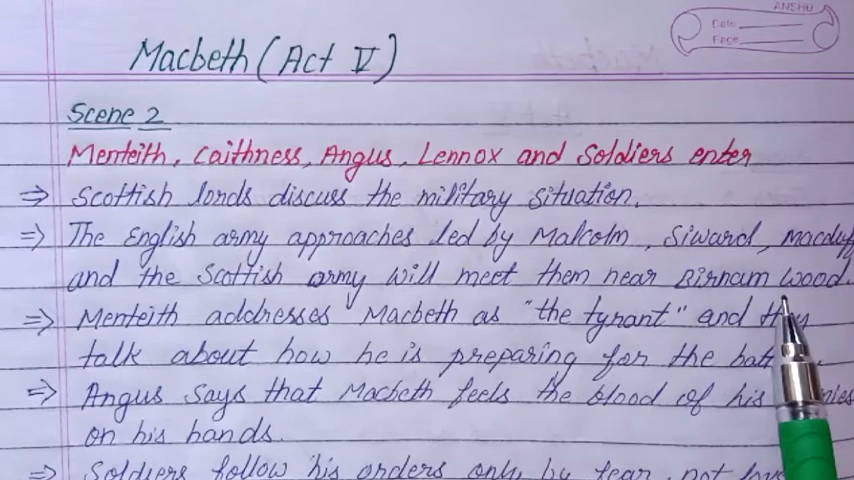 ANSHU
Date
Page
Macbeth (Act V)
Scene 2
Menteith, Caithness, Angus, Lennox and Soldiers enter
⇒ Scottish lords discuss the military situation.
⇒ The English army approaches led by Malcolm, Siward, Macduff
and the Scottish army will meet them near Birnam Wood.
⇒ Menteith addresses Macbeth as "the tyrant" and
talk about how he is preparing for the
⇒ Angus says that Macbeth feels the blood of his
on his hands.
⇒ Soldiers follow his orders only by fear, not